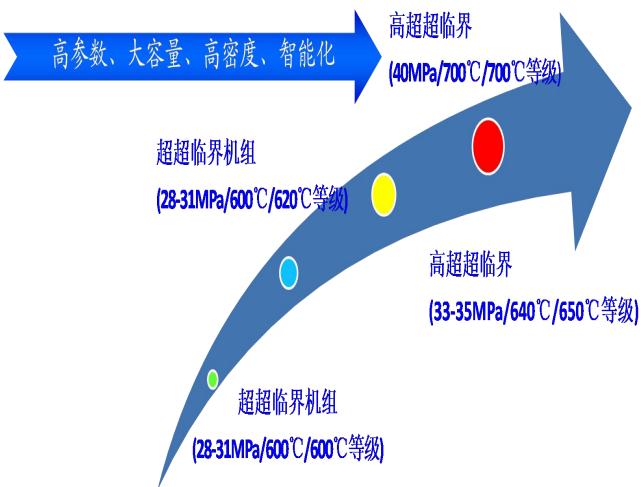 高参数、大容量、高密度、智能化
高超超临界
(40MPa/700℃/700℃等级)
超超临界机组
(28-31MPa/600℃/620℃等级)
高超超临界
(33-35MPa/640℃/650℃等级)
超超临界机组
(28-31MPa/600℃/600℃等级)